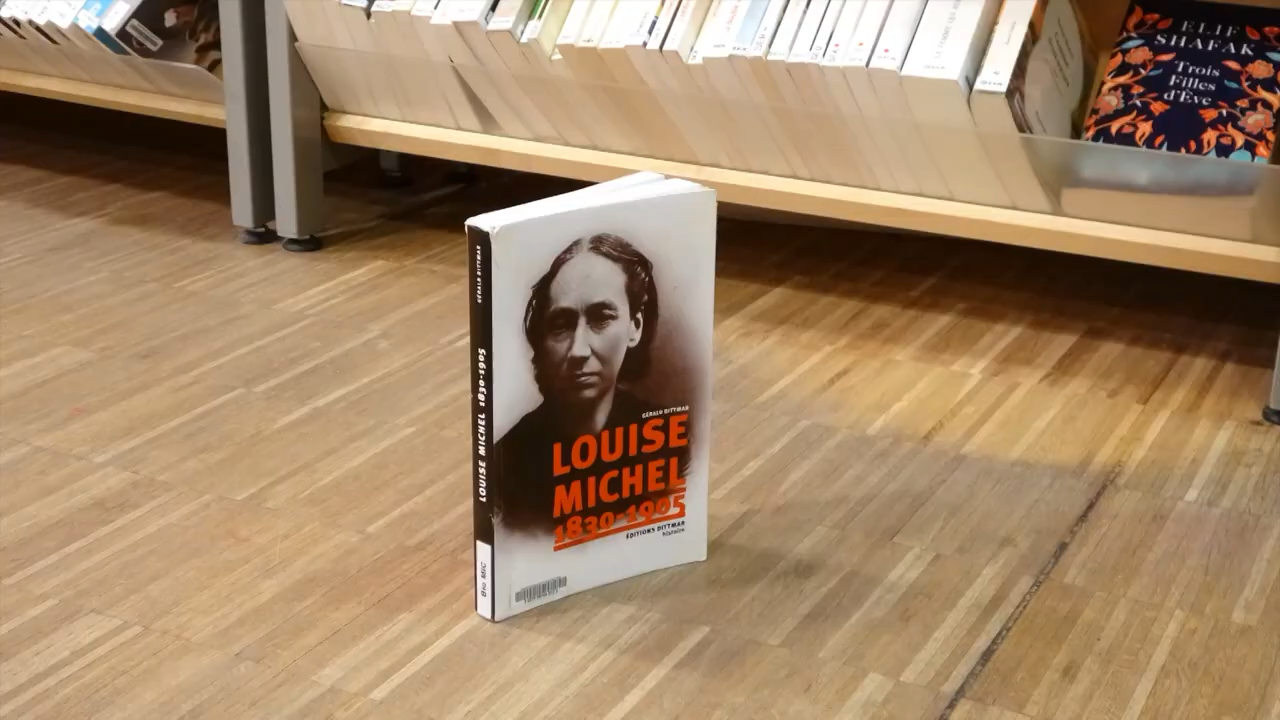 ELIF
SHAFAK
Trois
Filles
d'Ève
GÉRALD DITTMAR
LOUISE MICHEL 1830-1905
Bio MIC
GÉRALD DITTMAR
LOUISE
MICHEL
1830-1905
EDITIONS DITTMAR
histoire